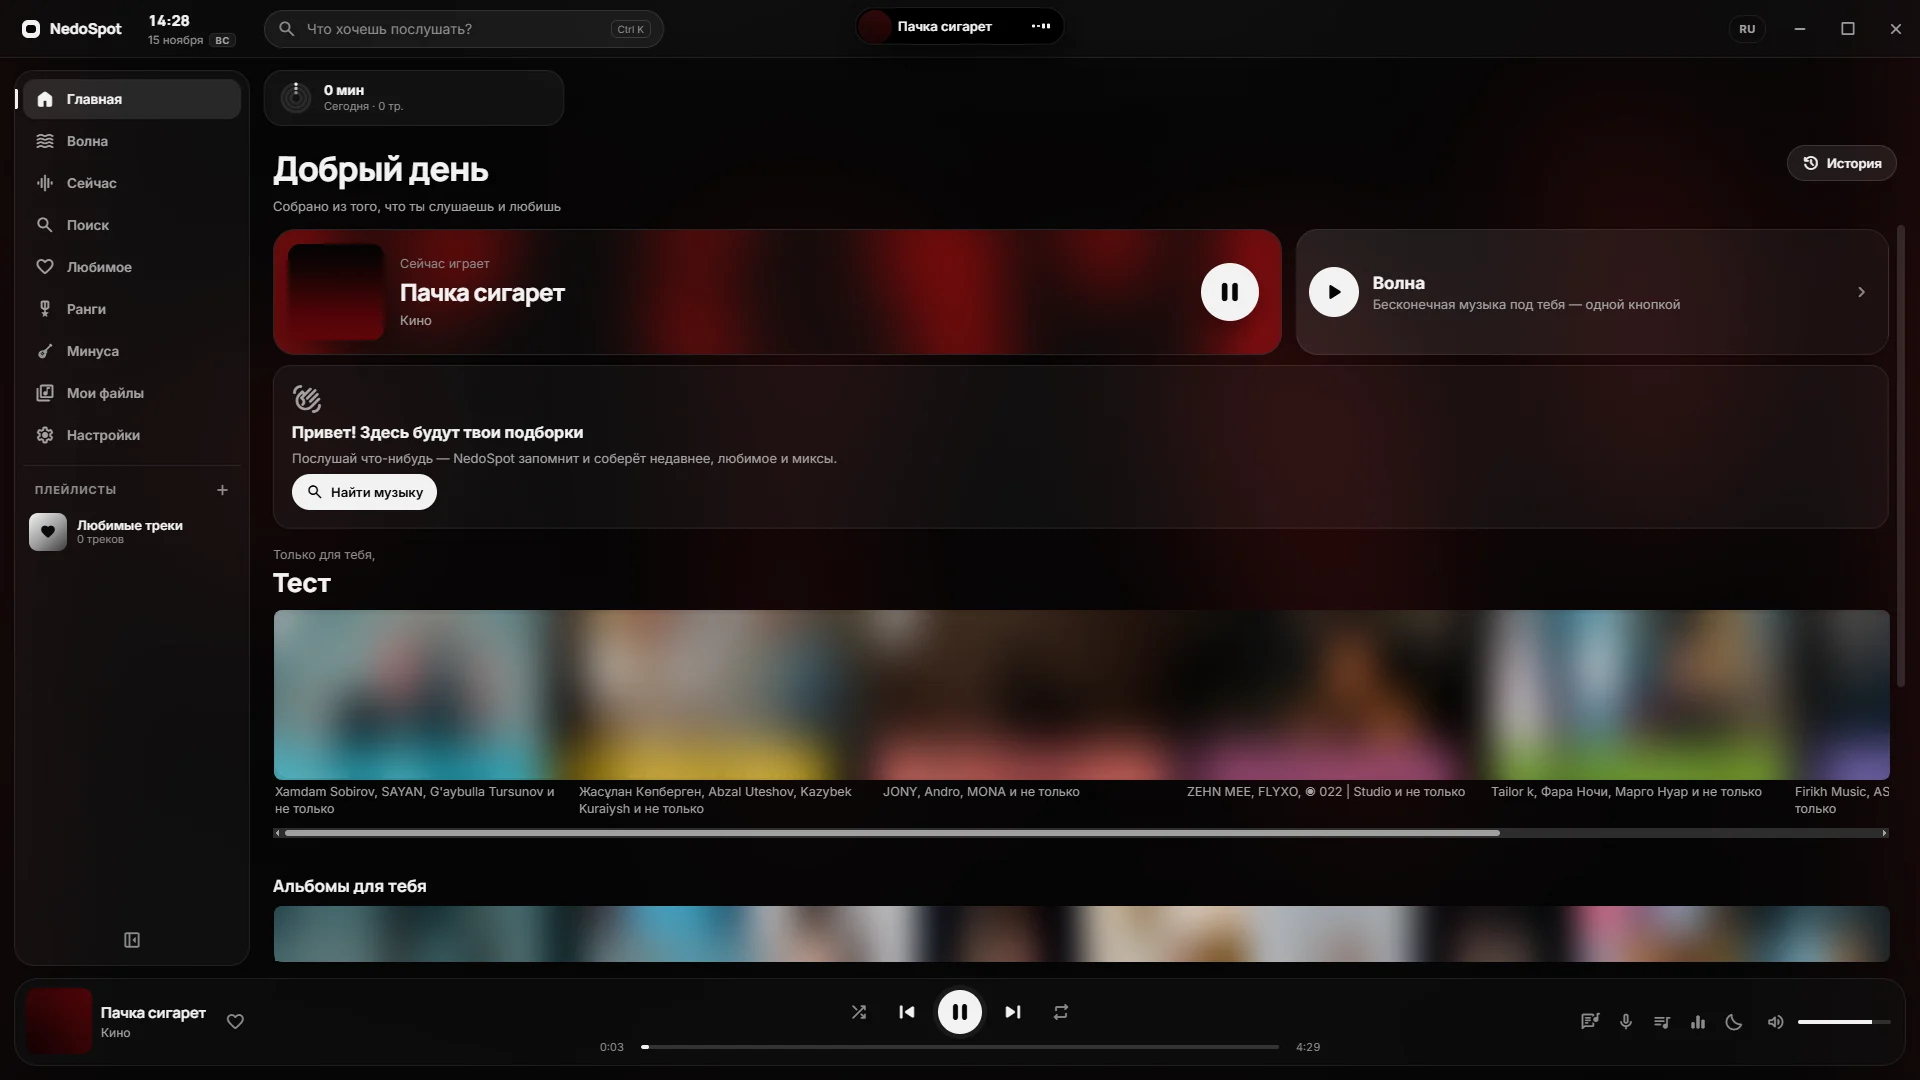 NedoSpot
14:28
15 ноября ВС
Что хочешь послушать?
Ctrl K
Пачка сигарет
RU
Главная
Волна
Сейчас
Поиск
Любимое
Ранги
Минуса
Мои файлы
Настройки
ПЛЕЙЛИСТЫ
Любимые треки
0 треков
0 мин
Сегодня · 0 тр.
Добрый день
Собрано из того, что ты слушаешь и любишь
История
Сейчас играет
Пачка сигарет
Кино
Волна
Бесконечная музыка под тебя — одной кнопкой
Привет! Здесь будут твои подборки
Послушай что-нибудь — NedoSpot запомнит и соберёт недавнее, любимое и миксы.
Найти музыку
Только для тебя,
Тест
Xamdam Sobirov, SAYAN, G'aybulla Tursunov и
не только
Жасұлан Көпберген, Abzal Uteshov, Kazybek
Kuraiysh и не только
JONY, Andro, MONA и не только
ZEHN MEE, FLYXO, ֍ 022 | Studio и не только
Tailor k, Фара Ночи, Марго Нуар и не только
Firikh Music, AS
только
Альбомы для тебя
Пачка сигарет
Кино
0:03
4:29